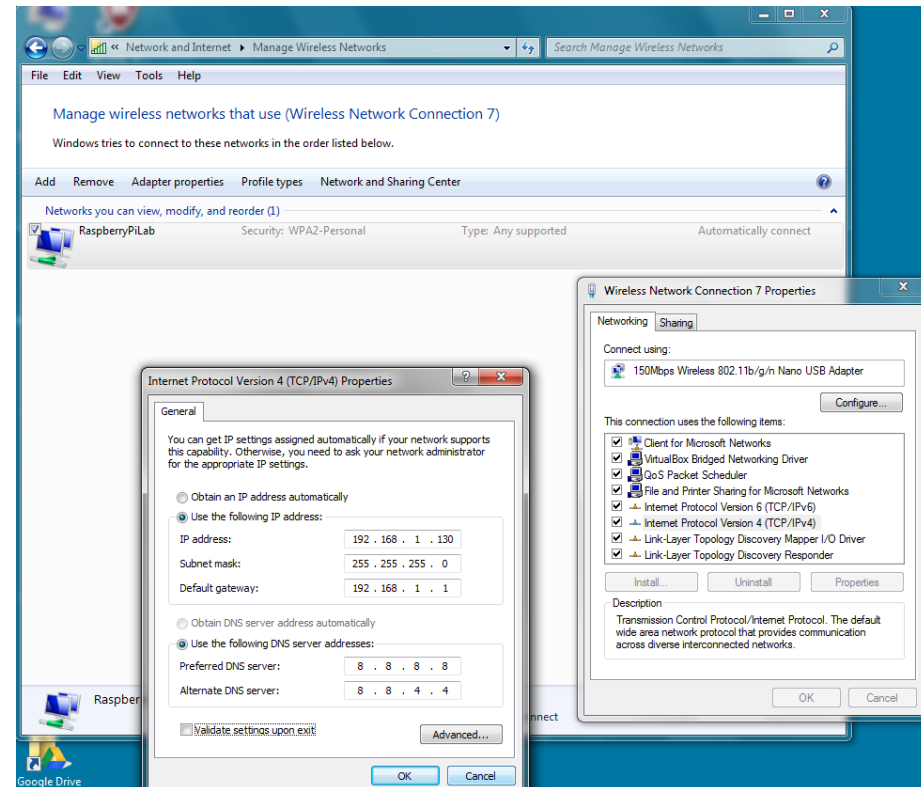 « Network and Internet ▸ Manage Wireless Networks
Search Manage Wireless Networks
File Edit View Tools Help
Manage wireless networks that use (Wireless Network Connection 7)
Windows tries to connect to these networks in the order listed below.
Add Remove Adapter properties Profile types Network and Sharing Center
Networks you can view, modify, and reorder (1)
RaspberryPiLab Security: WPA2-Personal Type: Any supported Automatically connect
Wireless Network Connection 7 Properties
Networking Sharing
Connect using:
150Mbps Wireless 802.11b/g/n Nano USB Adapter
Configure...
This connection uses the following items:
Client for Microsoft Networks
VirtualBox Bridged Networking Driver
QoS Packet Scheduler
File and Printer Sharing for Microsoft Networks
Internet Protocol Version 6 (TCP/IPv6)
Internet Protocol Version 4 (TCP/IPv4)
Link-Layer Topology Discovery Mapper I/O Driver
Link-Layer Topology Discovery Responder
Install... Uninstall Properties
Description
Transmission Control Protocol/Internet Protocol. The default
wide area network protocol that provides communication
across diverse interconnected networks.
OK Cancel
Internet Protocol Version 4 (TCP/IPv4) Properties
General
You can get IP settings assigned automatically if your network supports
this capability. Otherwise, you need to ask your network administrator
for the appropriate IP settings.
Obtain an IP address automatically
Use the following IP address:
IP address: 192 . 168 . 1 . 130
Subnet mask: 255 . 255 . 255 . 0
Default gateway: 192 . 168 . 1 . 1
Obtain DNS server address automatically
Use the following DNS server addresses:
Preferred DNS server: 8 . 8 . 8 . 8
Alternate DNS server: 8 . 8 . 4 . 4
Validate settings upon exit
Advanced...
OK Cancel
Raspber
nnect
Google Drive